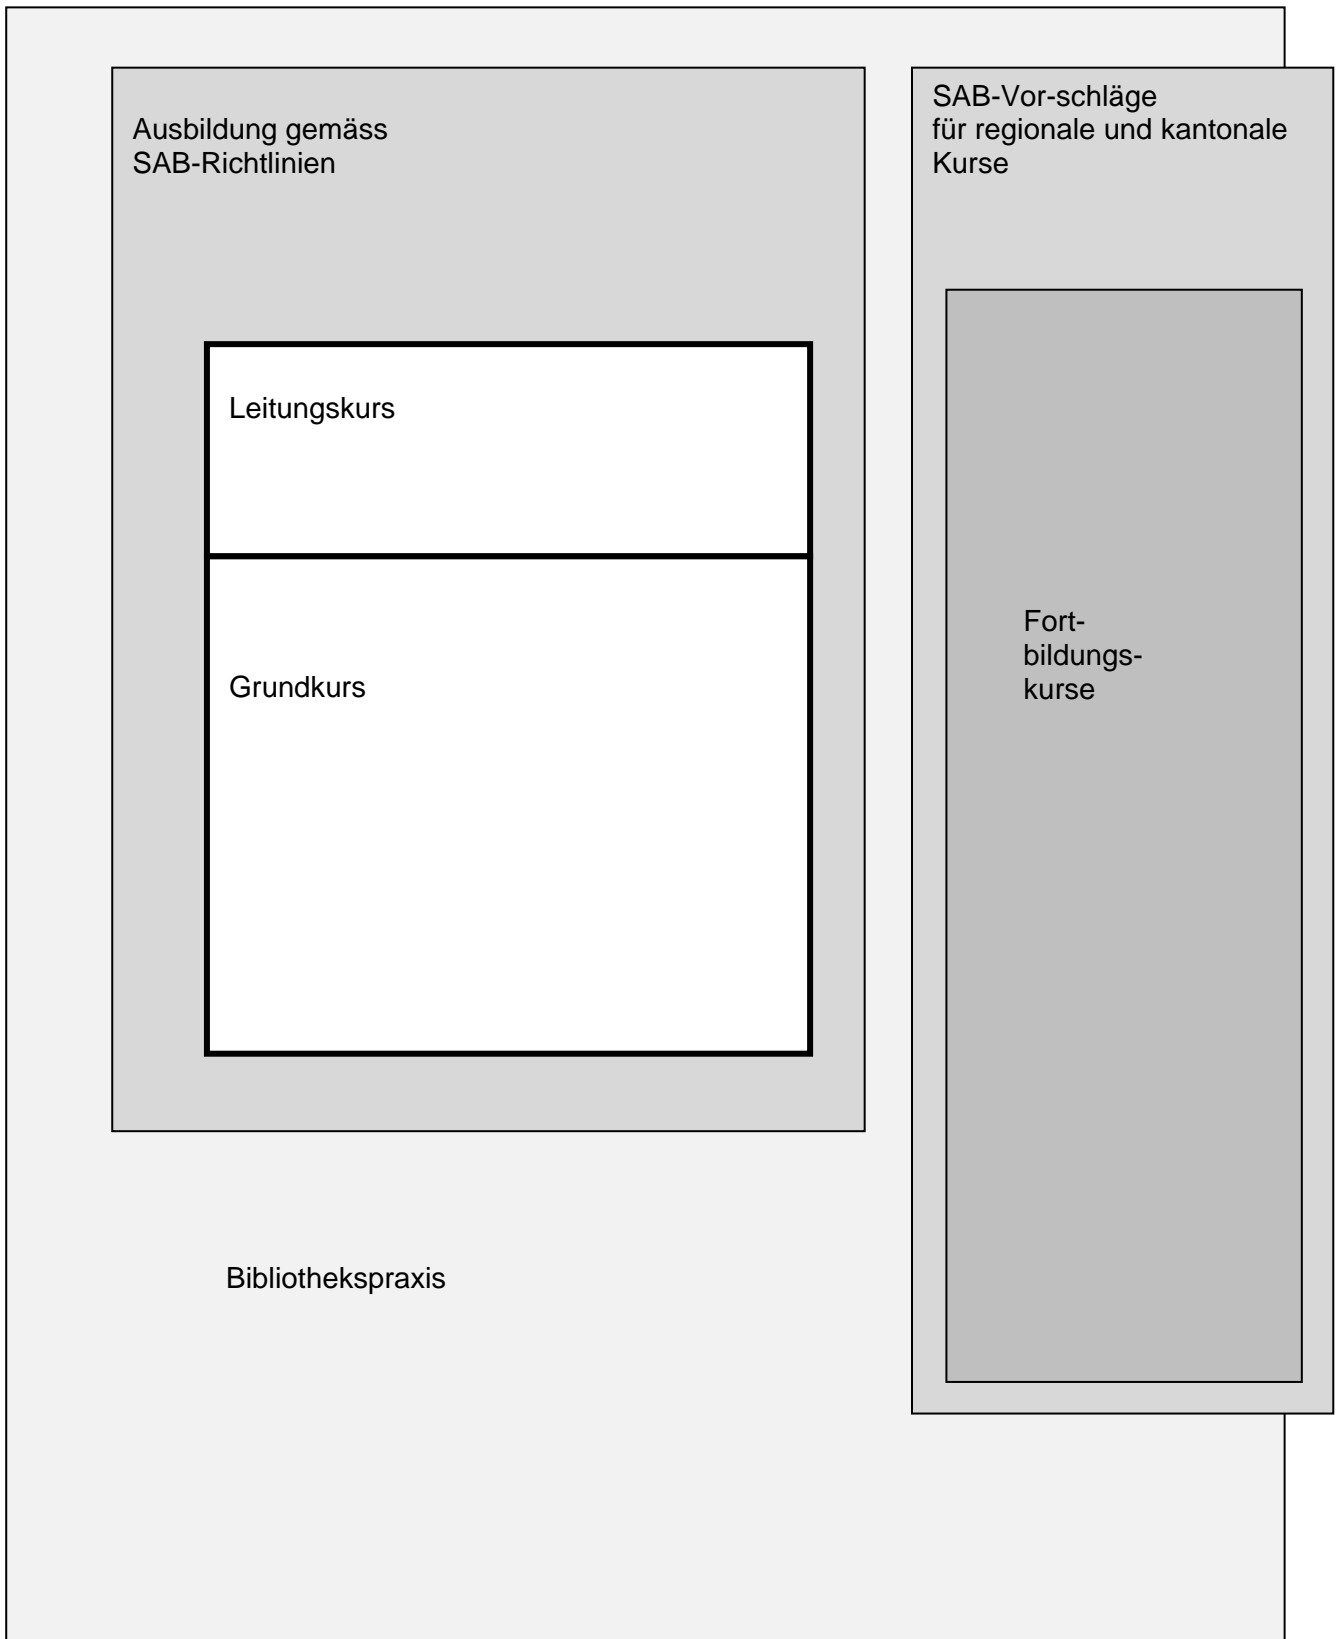 Ausbildung gemäss
SAB-Richtlinien
Leitungskurs
Grundkurs
Bibliothekspraxis
SAB-Vor-schläge
für regionale und kantonale
Kurse
Fort-
bildungs-
kurse